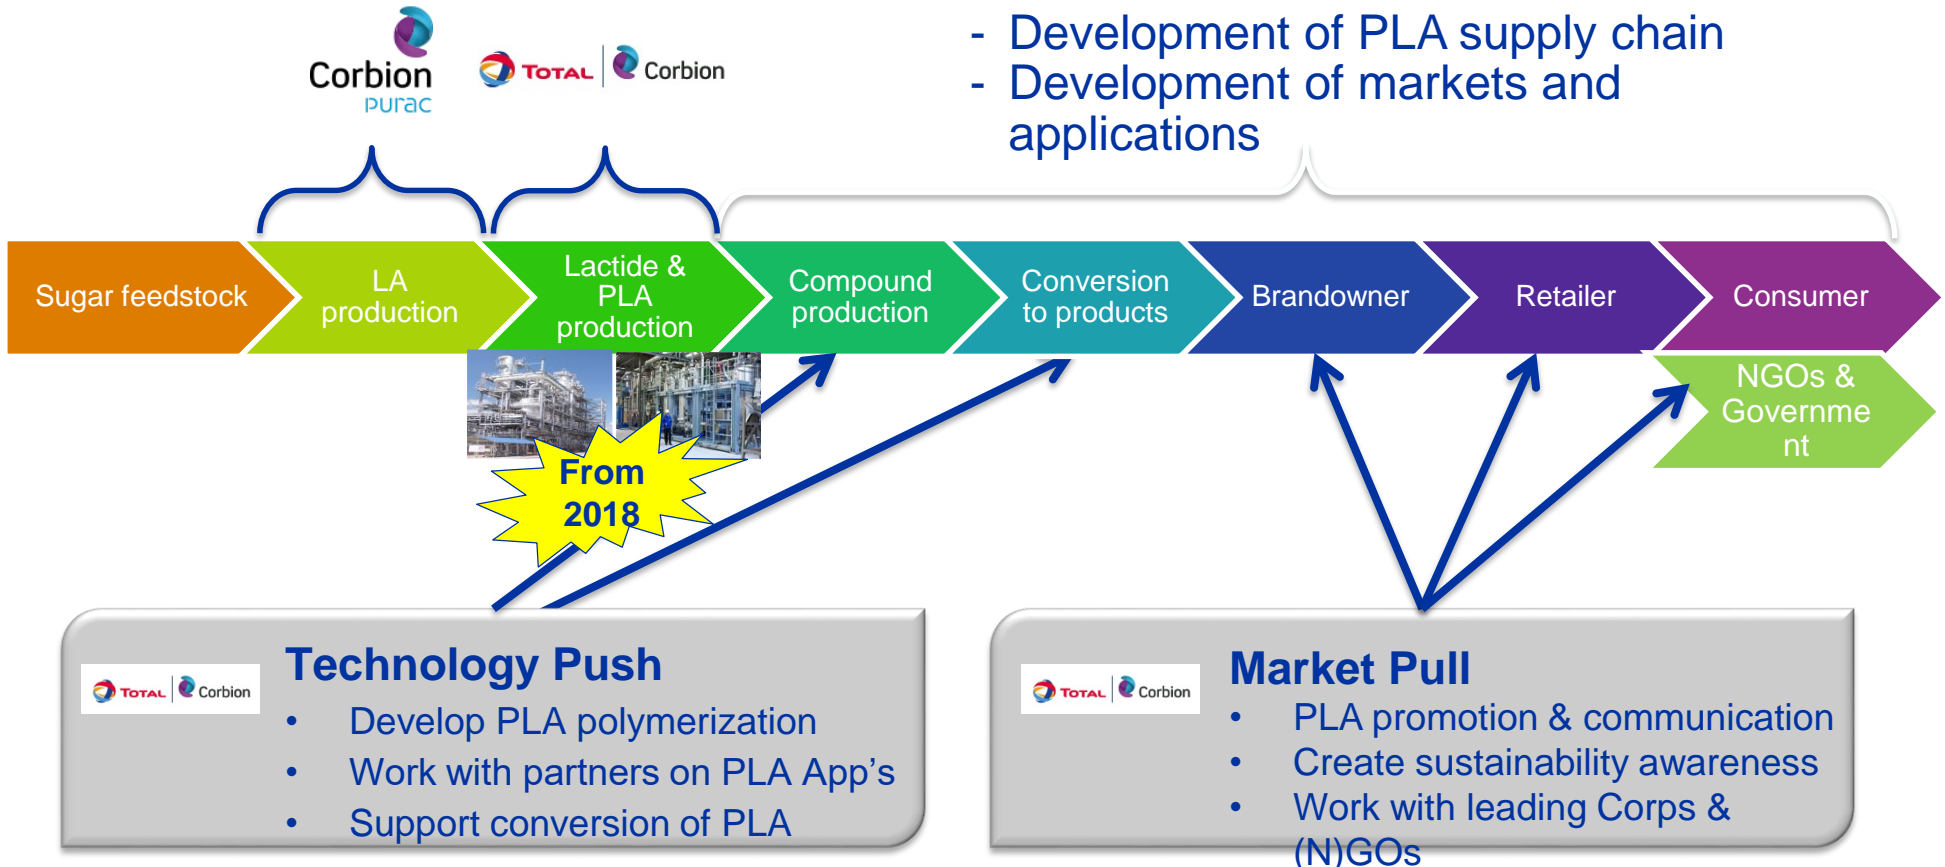 Corbion
purac
TOTAL | Corbion
- Development of PLA supply chain
- Development of markets and
applications
Sugar feedstock
LA
production
Lactide &
PLA
production
Compound
production
Conversion
to products
Brandowner
Retailer
Consumer
NGOs &
Governme
nt
From
2018
TOTAL | Corbion
Technology Push
• Develop PLA polymerization
• Work with partners on PLA App’s
• Support conversion of PLA
TOTAL | Corbion
Market Pull
• PLA promotion & communication
• Create sustainability awareness
• Work with leading Corps &
(N)GOs